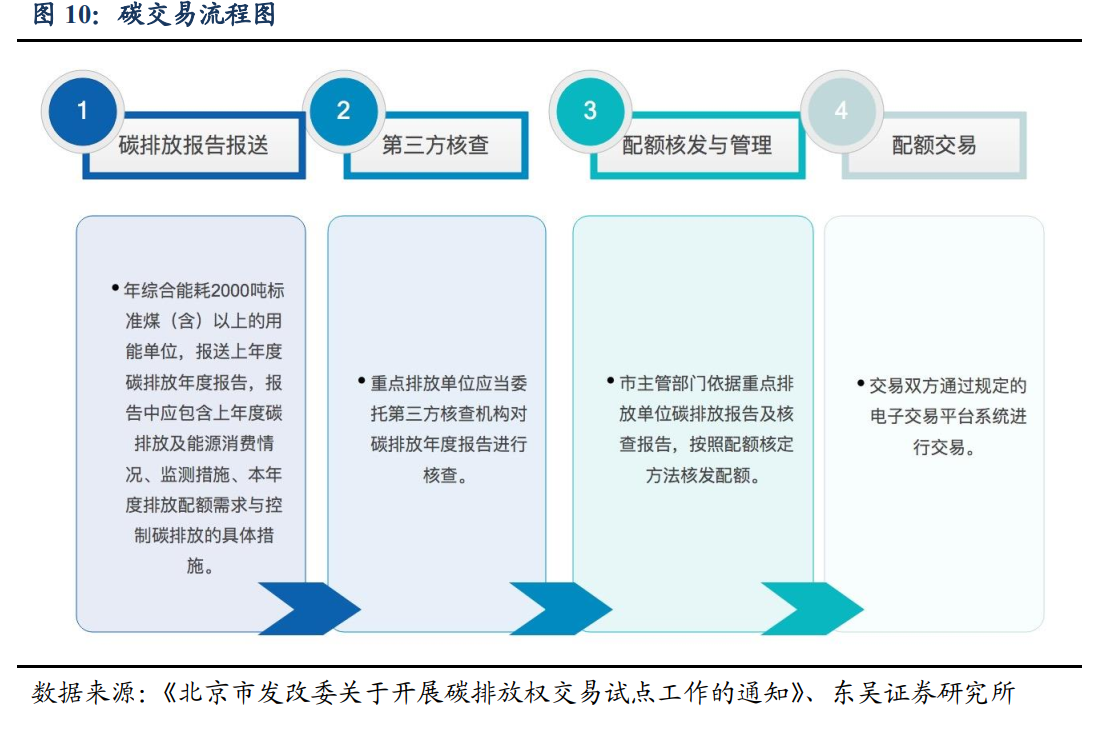 图 10：碳交易流程图
1
碳排放报告报送
2
第三方核查
3
配额核发与管理
4
配额交易
•年综合能耗2000吨标
准煤（含）以上的用
能单位，报送上年度
碳排放年度报告，报
告中应包含上年度碳
排放及能源消费情
况、监测措施、本年
度排放配额需求与控
制碳排放的具体措
施。
•重点排放单位应当委
托第三方核查机构对
碳排放年度报告进行
核查。
•市主管部门依据重点排
放单位碳排放报告及核
查报告，按照配额核定
方法核发配额。
•交易双方通过规定的
电子交易平台系统进
行交易。
数据来源：《北京市发改委关于开展碳排放权交易试点工作的通知》、东吴证券研究所